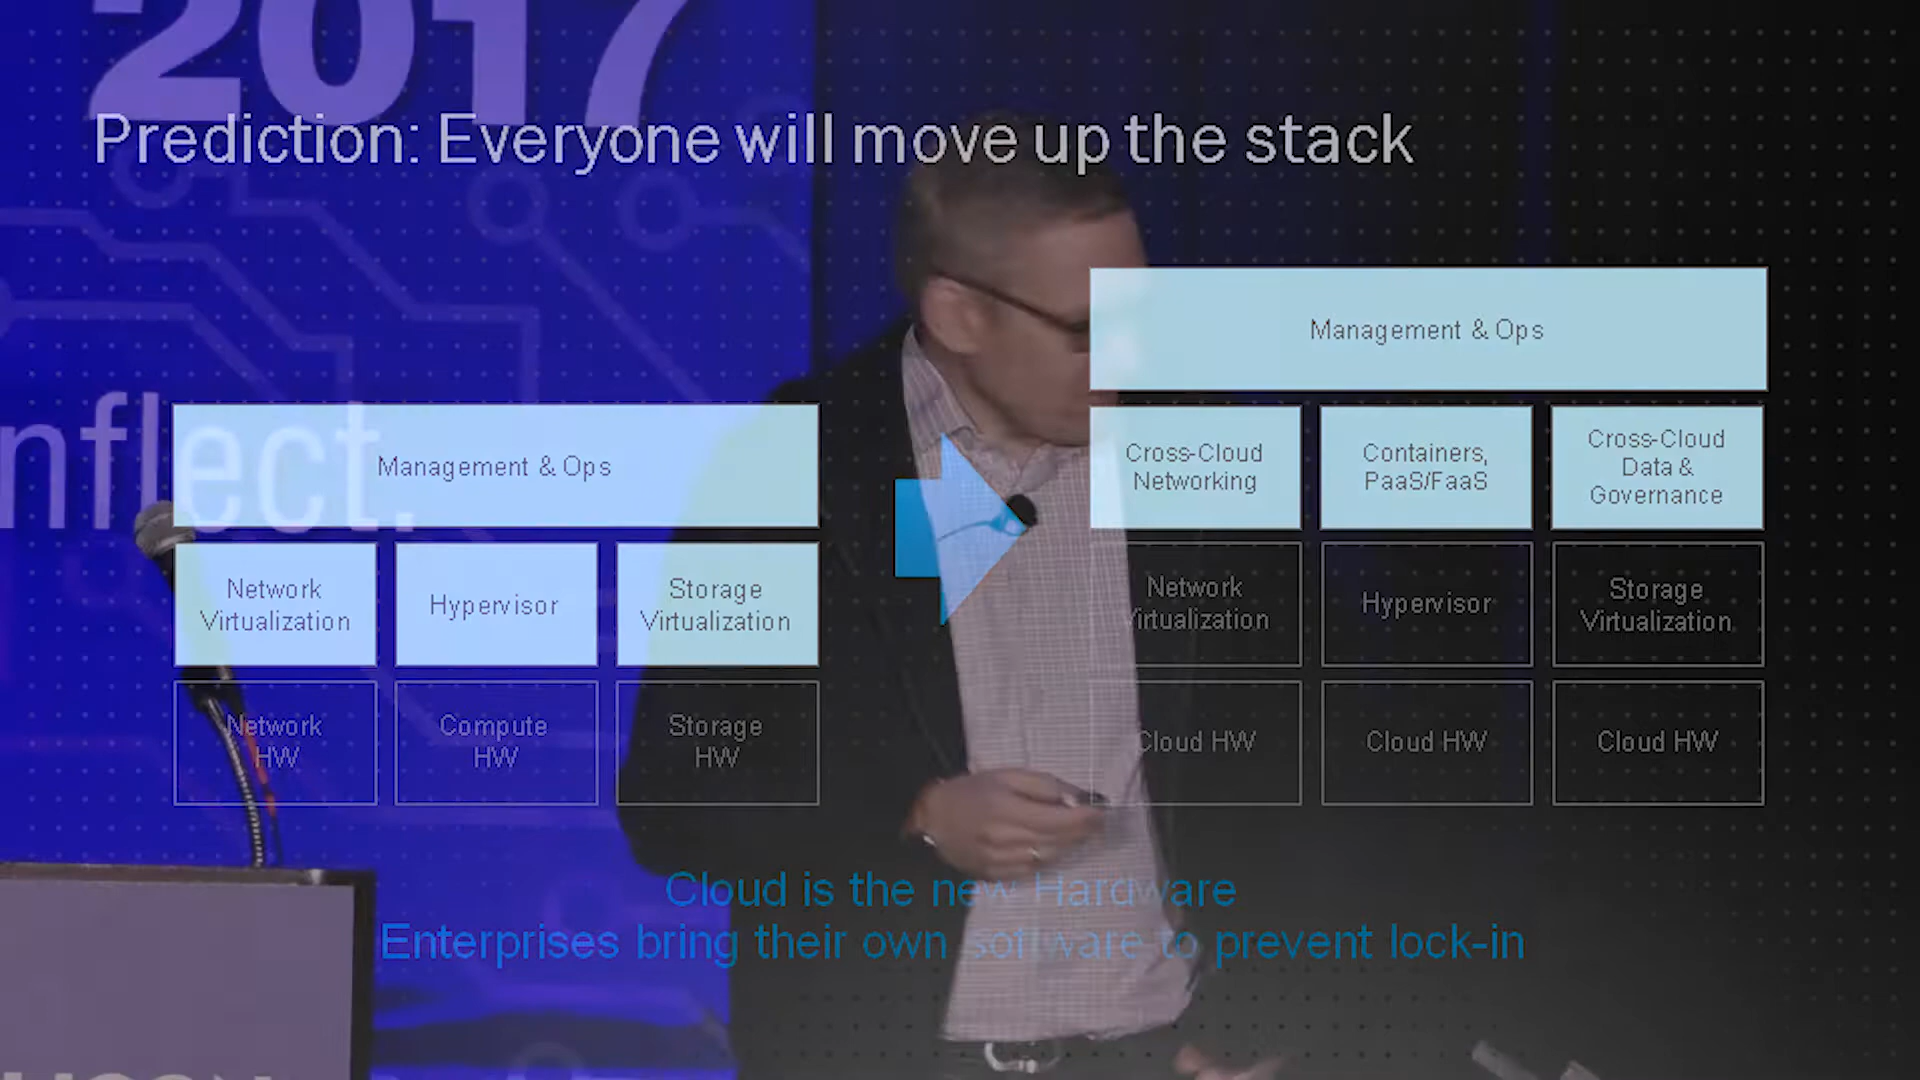 2017
Prediction: Everyone will move up the stack
Management & Ops
Cross-Cloud
Networking
Containers,
PaaS/FaaS
Cross-Cloud
Data &
Governance
nflect.
Management & Ops
Network
Virtualization
Hypervisor
Storage
Virtualization
Network
Virtualization
Hypervisor
Storage
Virtualization
Network
HW
Compute
HW
Storage
HW
Cloud HW
Cloud HW
Cloud HW
Cloud is the new Hardware
Enterprises bring their own software to prevent lock-in